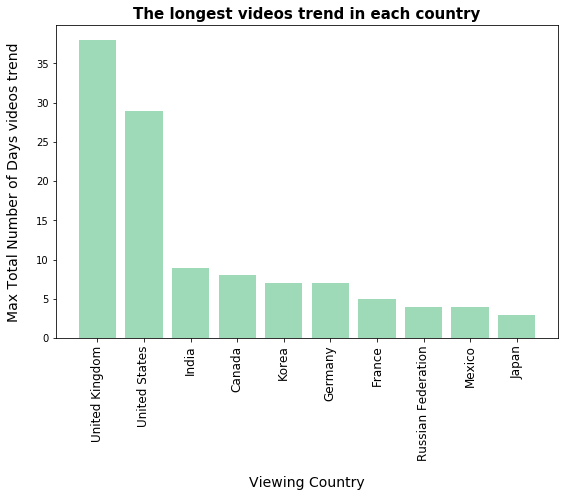 The longest videos trend in each country
Max Total Number of Days videos trend
35
30
25
20
15
10
5
0
United Kingdom
United States
India
Canada
Korea
Germany
France
Russian Federation
Mexico
Japan
Viewing Country